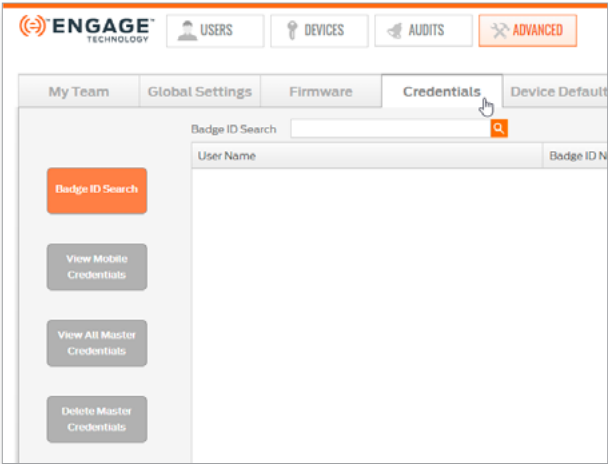 ENGAGE™
TECHNOLOGY
USERS
DEVICES
AUDITS
ADVANCED
My Team
Global Settings
Firmware
Credentials
Device Default
Badge ID Search
User Name
Badge ID N
Badge ID Search
View Mobile
Credentials
View All Master
Credentials
Delete Master
Credentials